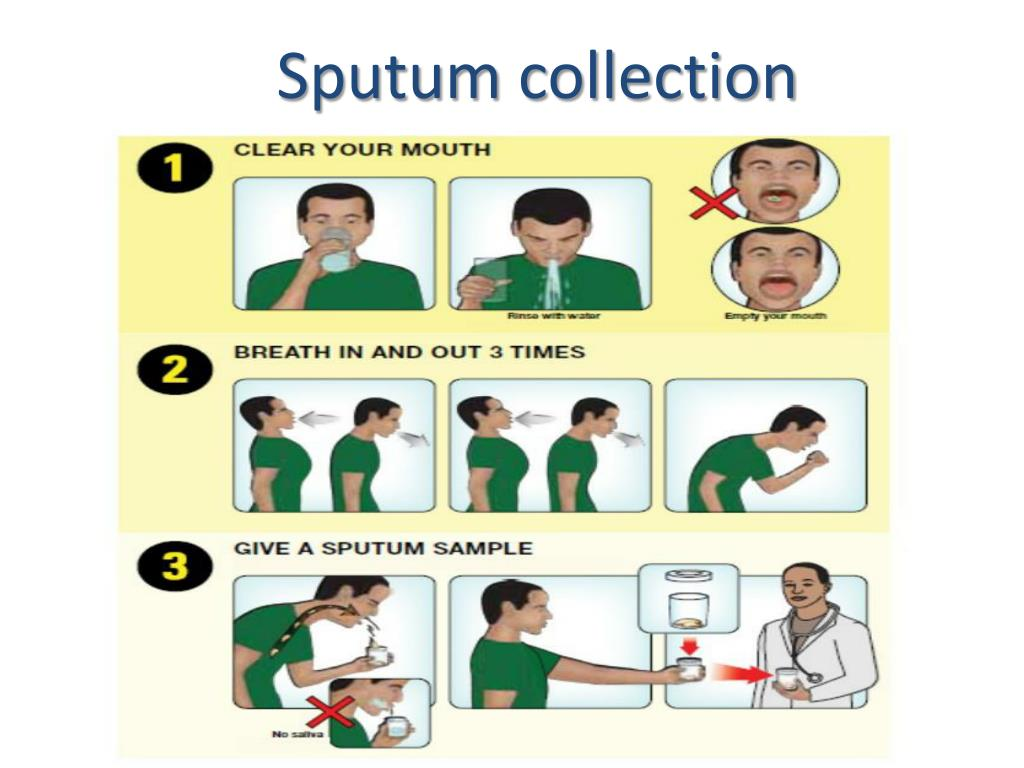 Sputum collection
1
CLEAR YOUR MOUTH
Rinse with water
Empty your mouth
2
BREATH IN AND OUT 3 TIMES
3
GIVE A SPUTUM SAMPLE
No saliva